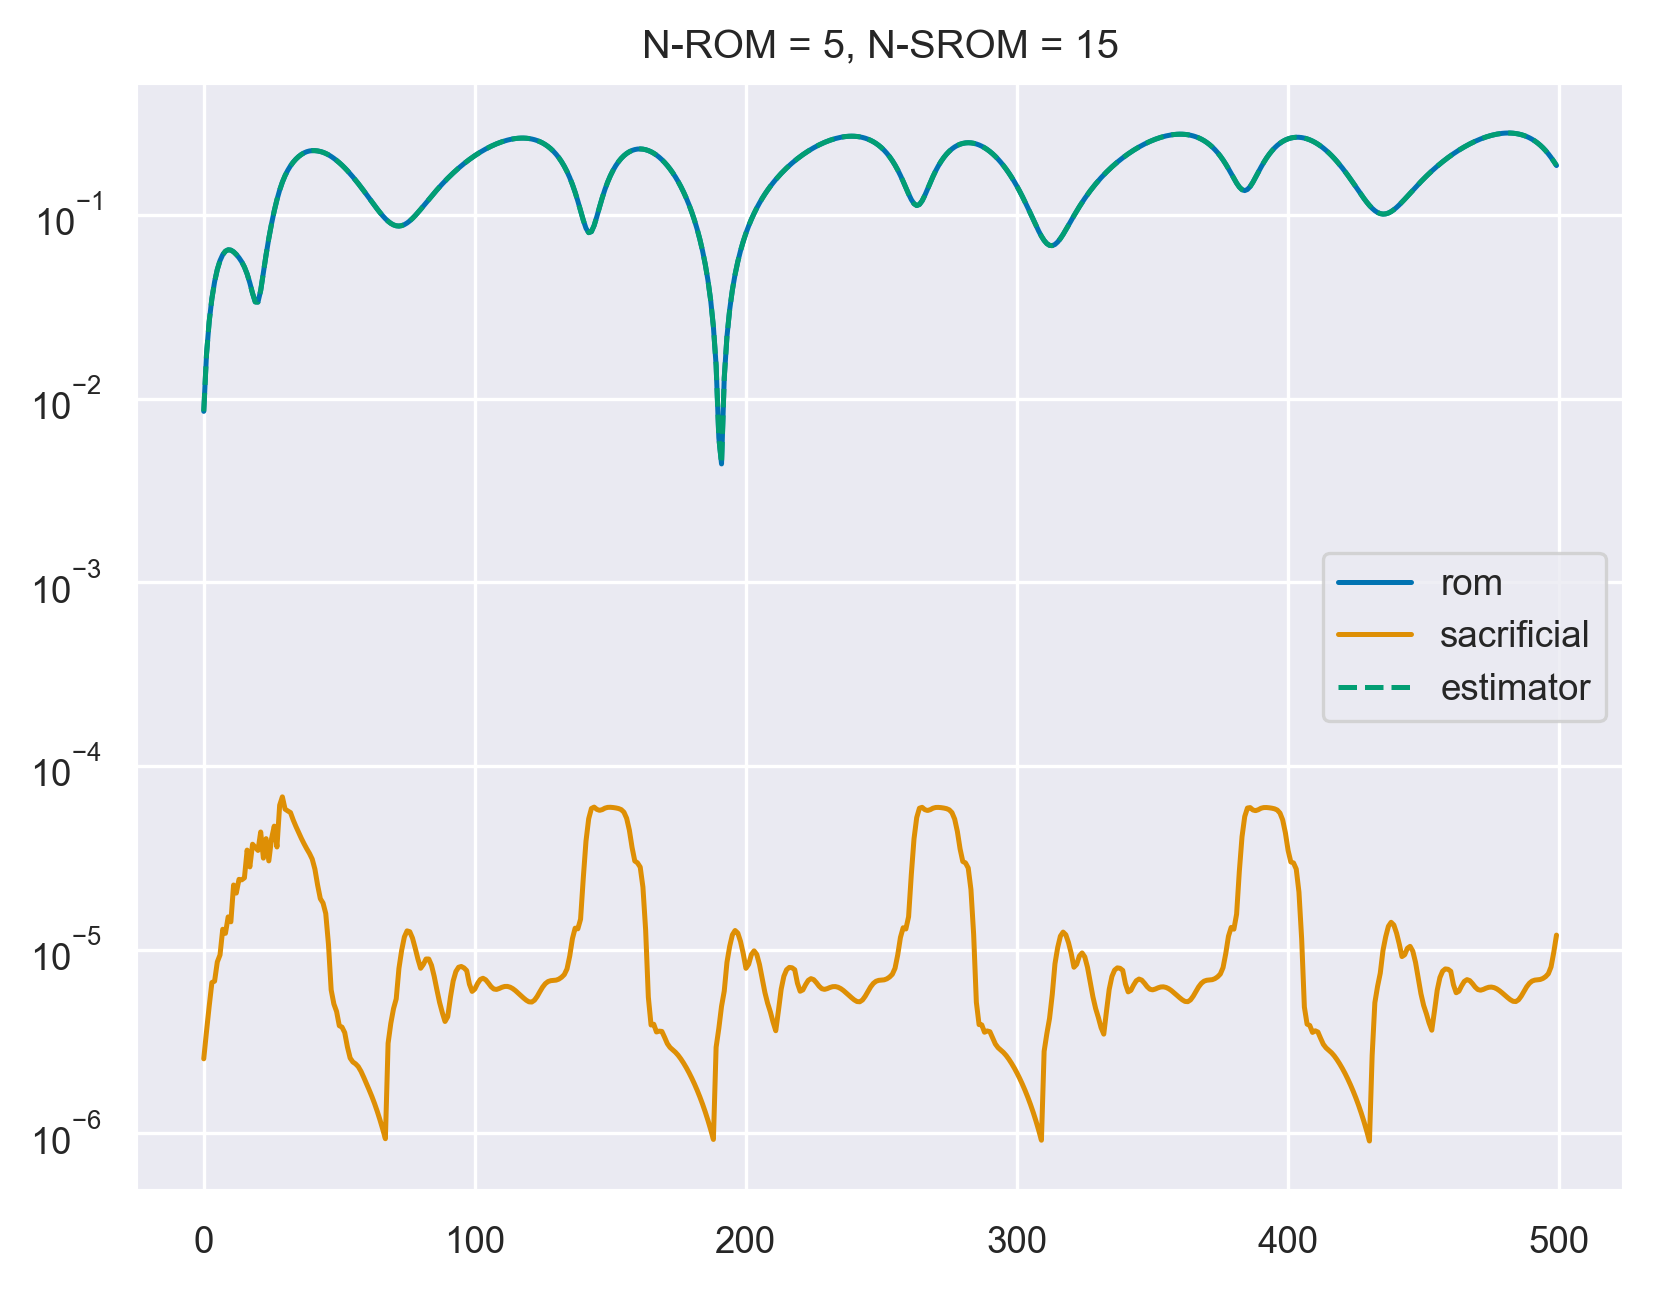 N-ROM = 5, N-SROM = 15
10⁻¹
10⁻²
10⁻³
10⁻⁴
10⁻⁵
10⁻⁶
rom
sacrificial
estimator
0 100 200 300 400 500